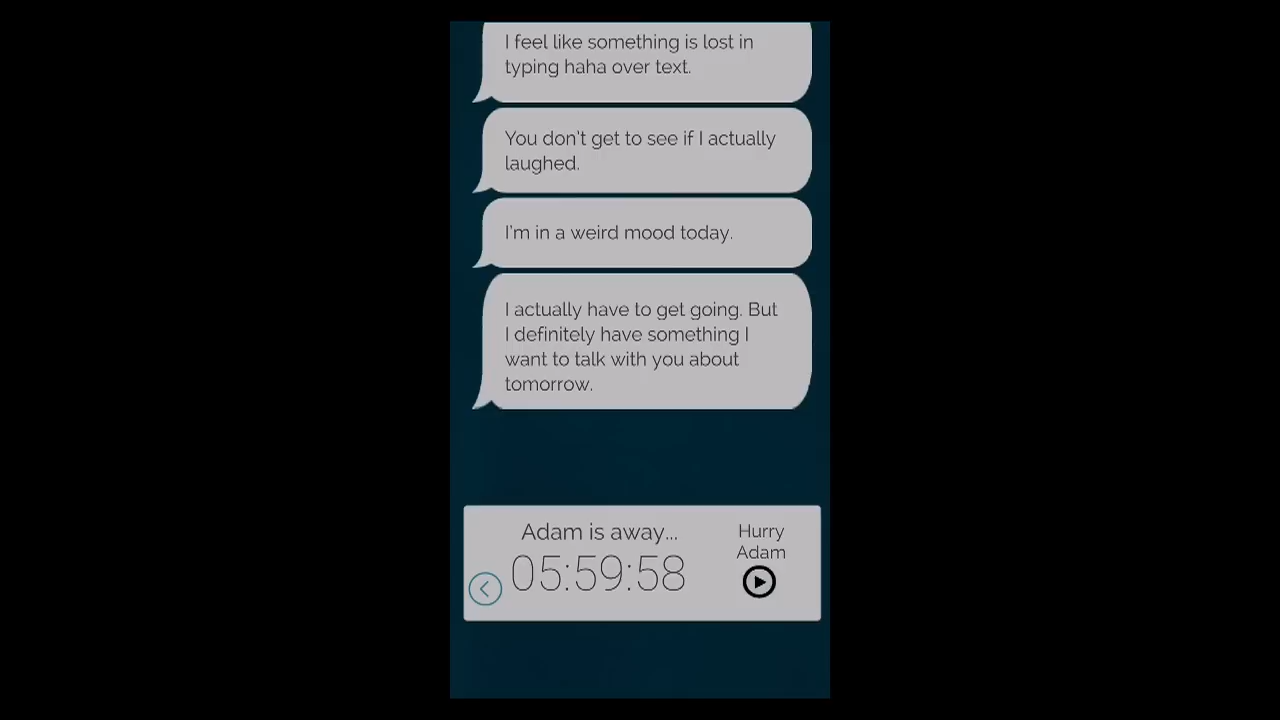 I feel like something is lost in
typing haha over text.
You don't get to see if I actually
laughed.
I'm in a weird mood today.
I actually have to get going. But
I definitely have something I
want to talk with you about
tomorrow.
Adam is away...
05:59:58
Hurry
Adam